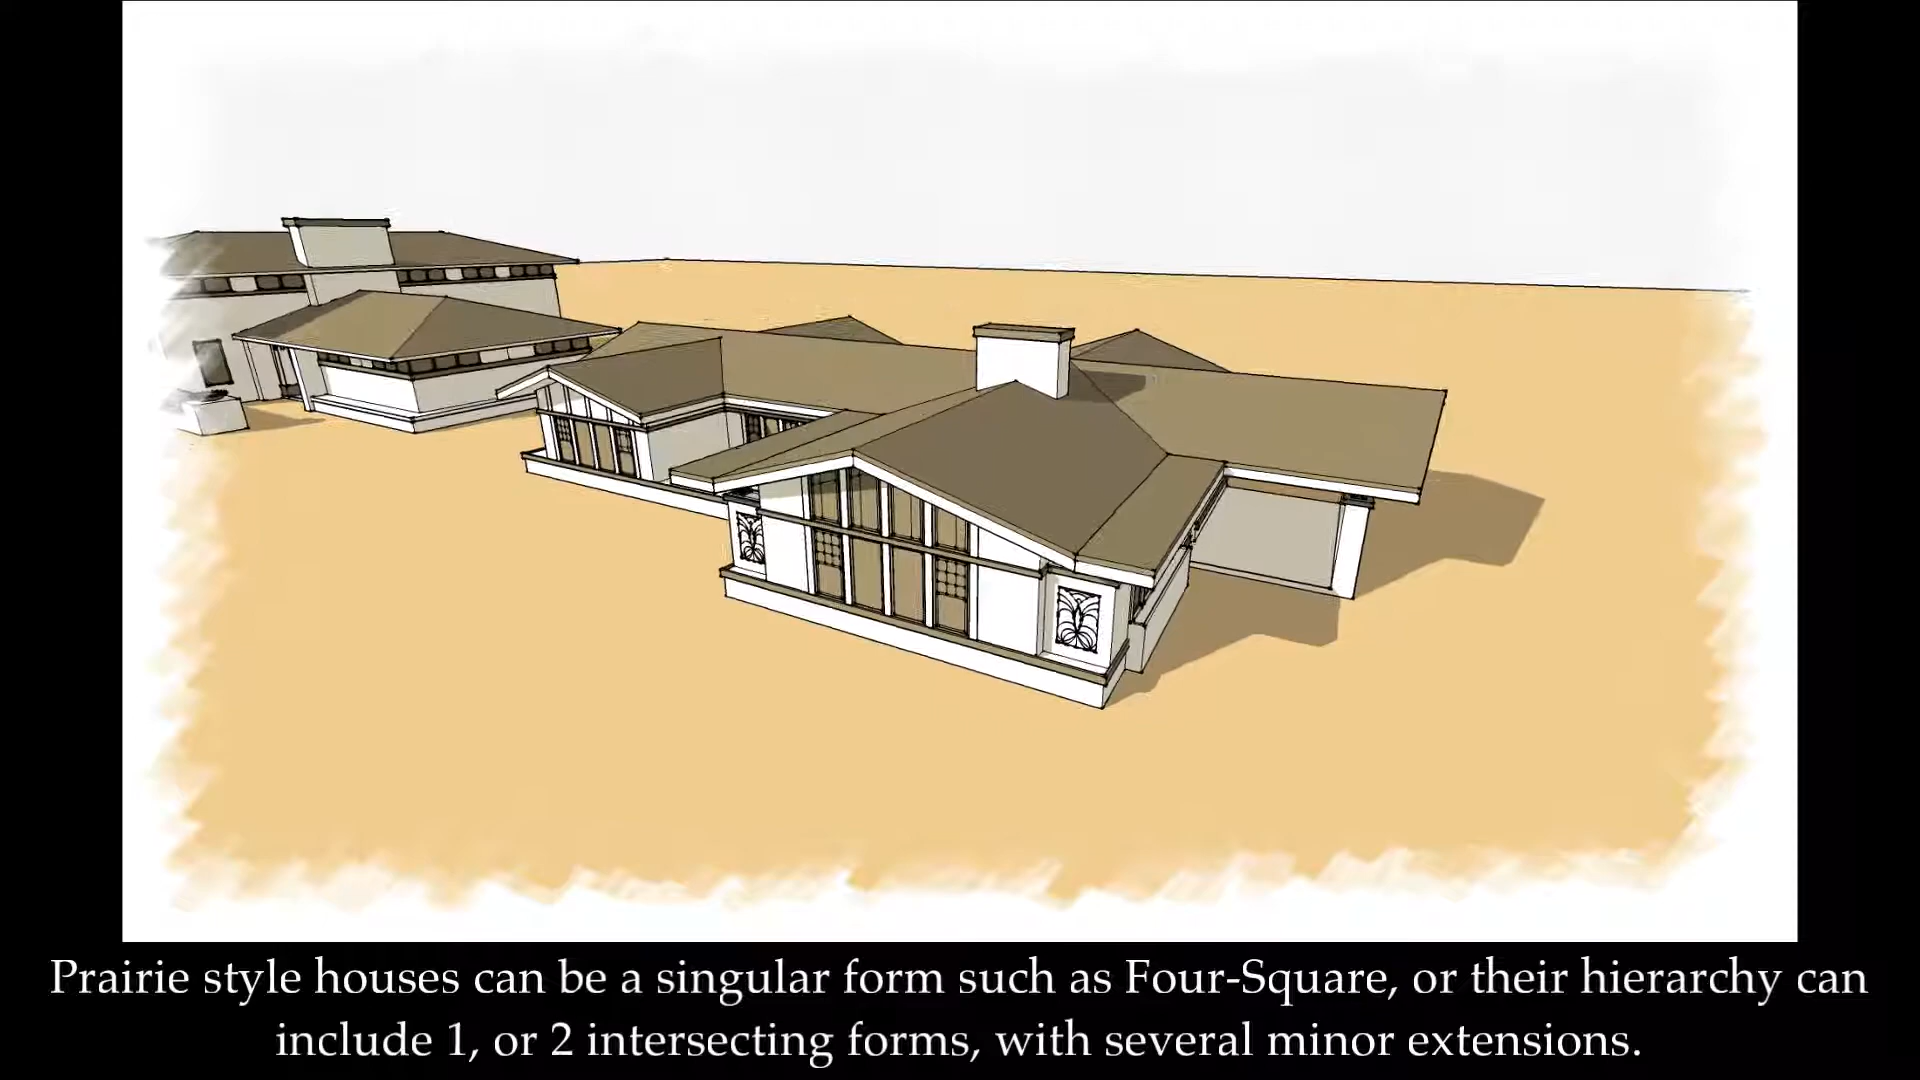 Prairie style houses can be a singular form such as Four-Square, or their hierarchy can
include 1, or 2 intersecting forms, with several minor extensions.